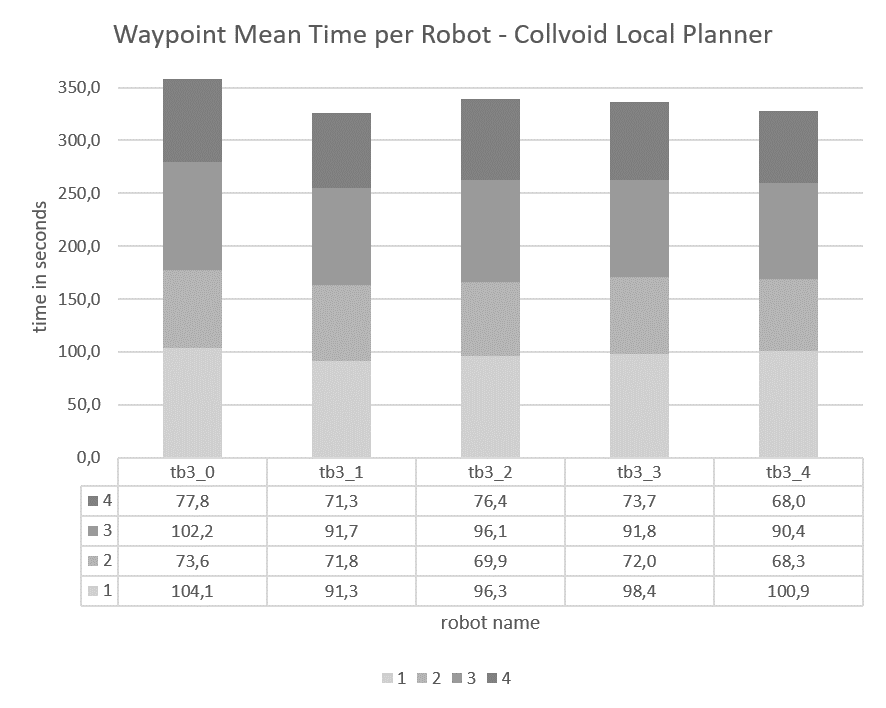 Waypoint Mean Time per Robot - Collvoid Local Planner
350,0
300,0
250,0
200,0
150,0
100,0
50,0
0,0
time in seconds
tb3_0 tb3_1 tb3_2 tb3_3 tb3_4
4 77,8 71,3 76,4 73,7 68,0
3 102,2 91,7 96,1 91,8 90,4
2 73,6 71,8 69,9 72,0 68,3
1 104,1 91,3 96,3 98,4 100,9
robot name
1 2 3 4